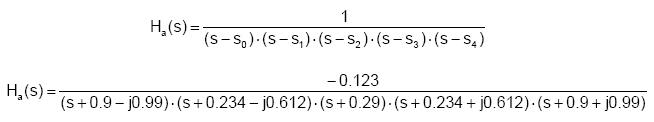 Hₐ(s) = 1 / ((s − s₀)·(s − s₁)·(s − s₂)·(s − s₃)·(s − s₄))
Hₐ(s) = −0.123 / ((s + 0.9 − j0.99)·(s + 0.234 − j0.612)·(s + 0.29)·(s + 0.234 + j0.612)·(s + 0.9 + j0.99))